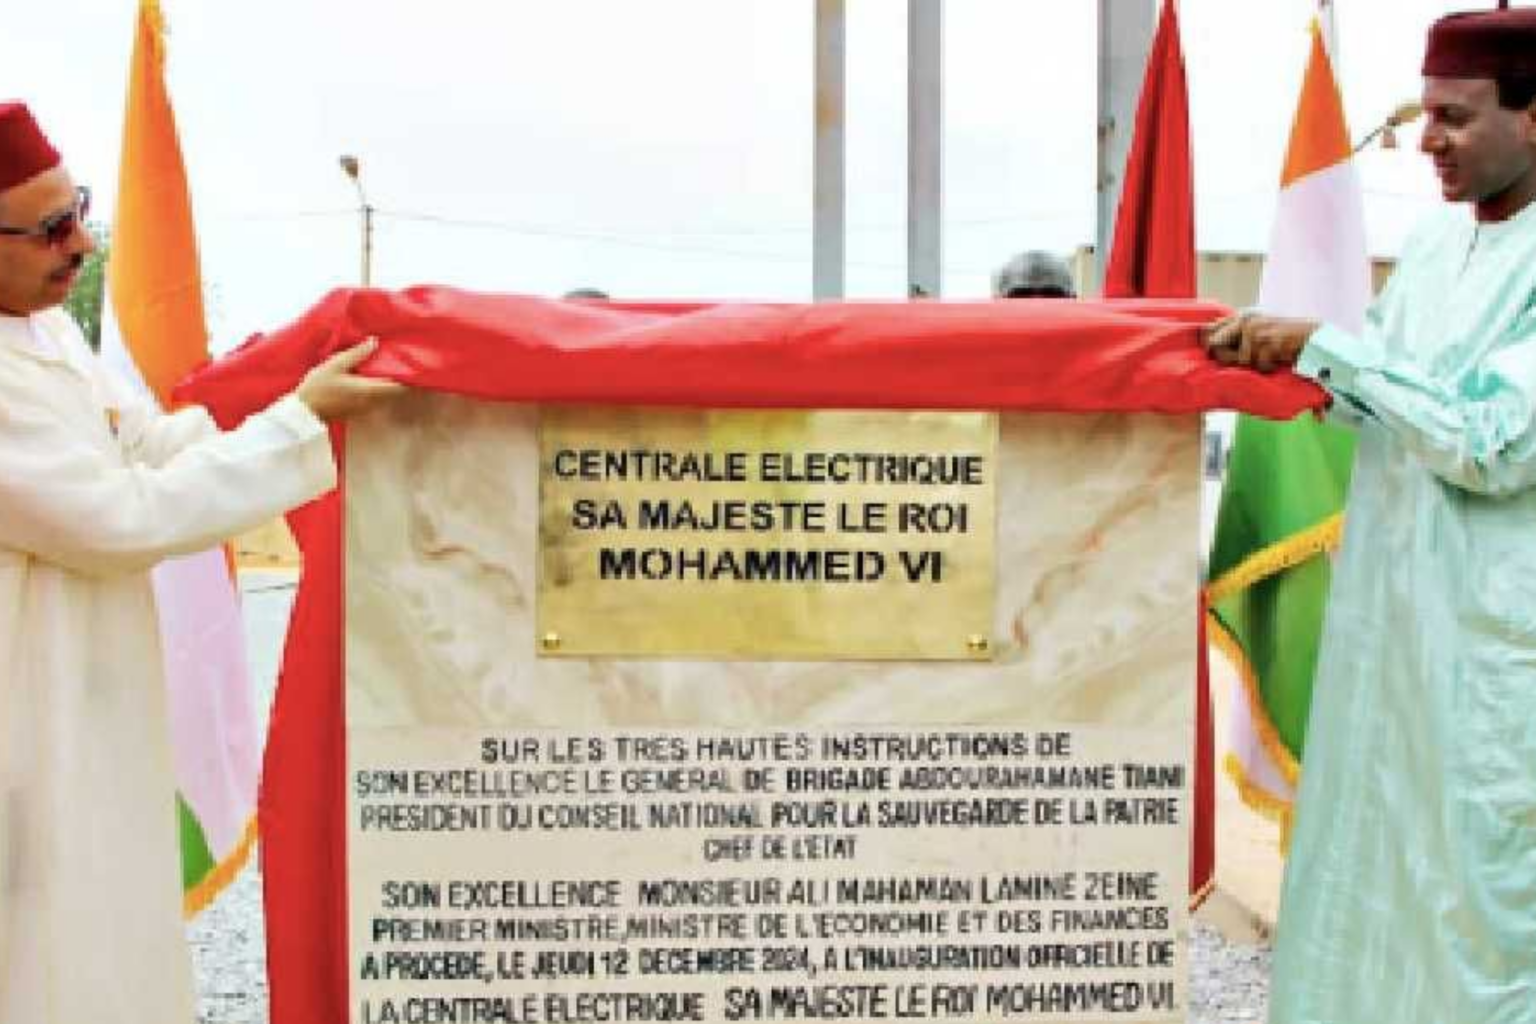 CENTRALE ELECTRIQUE
SA MAJESTE LE ROI
MOHAMMED VI
SUR LES TRES HAUTES INSTRUCTIONS DE
SON EXCELLENCE LE GENERAL DE BRIGADE ABDOURAHAMANE TIANI
PRESIDENT DU CONSEIL NATIONAL POUR LA SAUVEGARDE DE LA PATRIE
CHEF DE L'ETAT
SON EXCELLENCE MONSIEUR ALI MAHAMAN LAMINE ZEINE
PREMIER MINISTRE,MINISTRE DE L'ECONOMIE ET DES FINANCES
A PROCEDE, LE JEUDI 12 DECEMBRE 2024, A L'INAUGURATION OFFICIELLE DE
LA CENTRALE ELECTRIQUE SA MAJESTE LE ROI MOHAMMED VI.